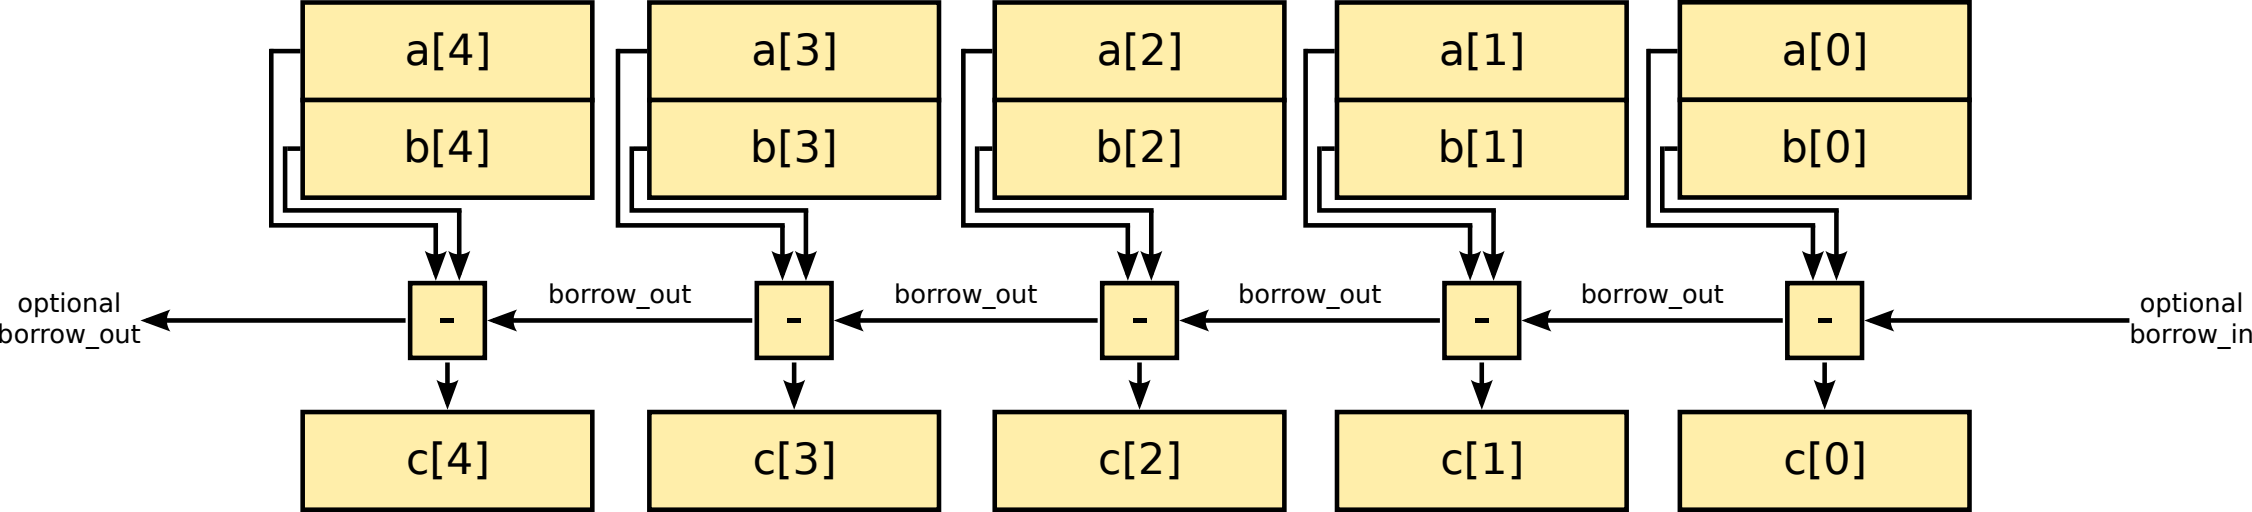 a[4]
a[3]
a[2]
a[1]
a[0]
b[4]
b[3]
b[2]
b[1]
b[0]
optional
borrow_out
-
borrow_out
-
borrow_out
-
borrow_out
-
borrow_out
-
optional
borrow_in
c[4]
c[3]
c[2]
c[1]
c[0]